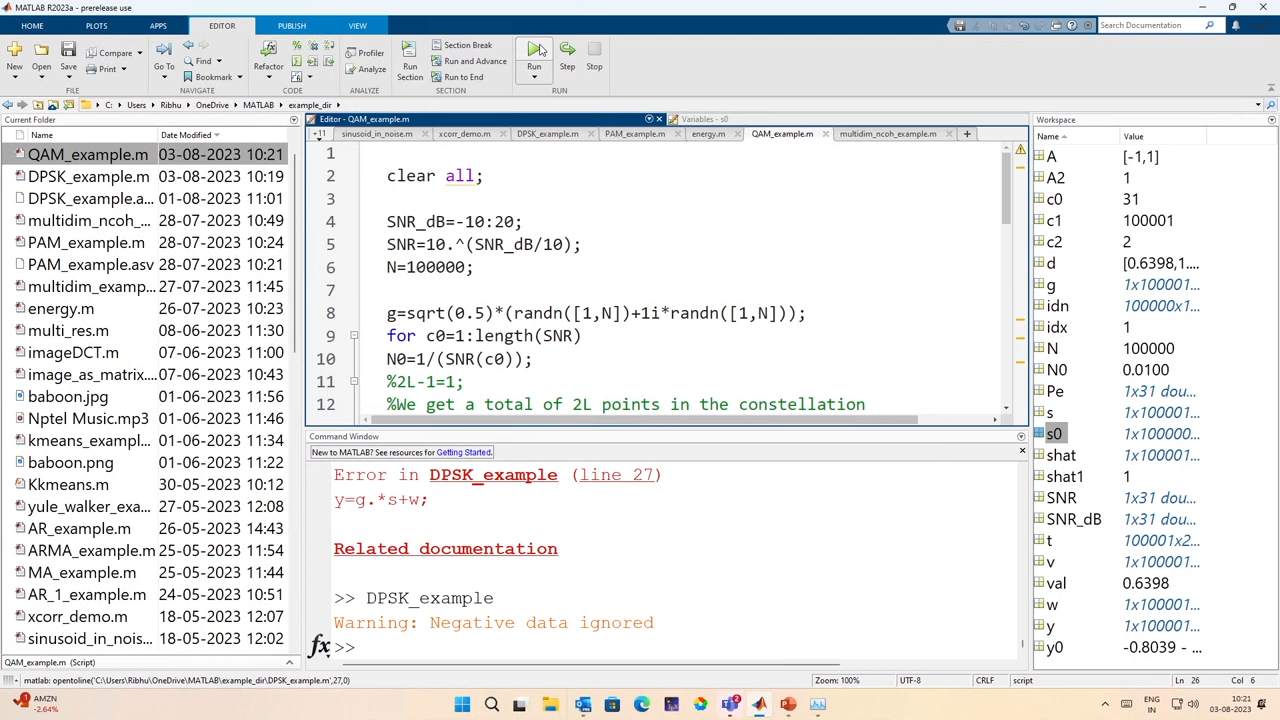 MATLAB R2023a - prerelease use
HOME PLOTS APPS EDITOR PUBLISH VIEW Search Documentation
New Open Save Compare Print Go To Find Bookmark Refactor Profiler Analyze Run Section Section Break Run and Advance Run to End Run Step Stop
FILE NAVIGATE CODE ANALYZE SECTION RUN
C: Users Ribhu OneDrive MATLAB example_dir
Current Folder
Name Date Modified
QAM_example.m 03-08-2023 10:21
DPSK_example.m 03-08-2023 10:19
DPSK_example.a... 01-08-2023 11:01
multidim_ncoh_... 28-07-2023 10:49
PAM_example.m 28-07-2023 10:24
PAM_example.asv 28-07-2023 10:21
multidim_examp... 27-07-2023 11:45
energy.m 26-07-2023 10:23
multi_res.m 08-06-2023 11:30
imageDCT.m 07-06-2023 11:00
image_as_matrix... 07-06-2023 10:43
baboon.jpg 01-06-2023 11:56
Nptel Music.mp3 01-06-2023 11:46
kmeans_exampl... 01-06-2023 11:34
baboon.png 01-06-2023 11:22
Kkmeans.m 30-05-2023 10:12
yule_walker_exa... 27-05-2023 12:08
AR_example.m 26-05-2023 14:43
ARMA_example.m 25-05-2023 11:54
MA_example.m 25-05-2023 11:44
AR_1_example.m 24-05-2023 10:51
xcorr_demo.m 18-05-2023 12:07
sinusoid_in_nois... 18-05-2023 12:02
QAM_example.m (Script)
Editor - QAM_example.m Variables - s0
+11 sinusoid_in_noise.m xcorr_demo.m DPSK_example.m PAM_example.m energy.m QAM_example.m multidim_ncoh_example.m
1
2 clear all;
3
4 SNR_dB=-10:20;
5 SNR=10.^(SNR_dB/10);
6 N=100000;
7
8 g=sqrt(0.5)*(randn([1,N])+1i*randn([1,N]));
9 for c0=1:length(SNR)
10 N0=1/(SNR(c0));
11 %2L-1=1;
12 %We get a total of 2L points in the constellation
Command Window
New to MATLAB? See resources for Getting Started.
Error in DPSK_example (line 27)
y=g.*s+w;
Related documentation
>> DPSK_example
Warning: Negative data ignored
fx >>
Workspace
Name Value
A [-1,1]
A2 1
c0 31
c1 100001
c2 2
d [0.6398,1....
g 1x100001...
idn 100000x1...
idx 1
N 100000
N0 0.0100
Pe 1x31 dou...
s 1x100001...
s0 1x100000...
shat 1x100001...
shat1 1
SNR 1x31 dou...
SNR_dB 1x31 dou...
t 100001x2...
v 1x100001...
val 0.6398
w 1x100001...
y 1x100001...
y0 -0.8039 - ...
matlab: opentoline('C:\Users\Ribhu\OneDrive\MATLAB\example_dir\DPSK_example.m',27,0) Zoom: 100% UTF-8 CRLF script Ln 26 Col 6
1 AMZN -2.64% 2 ENG IN 10:21 03-08-2023